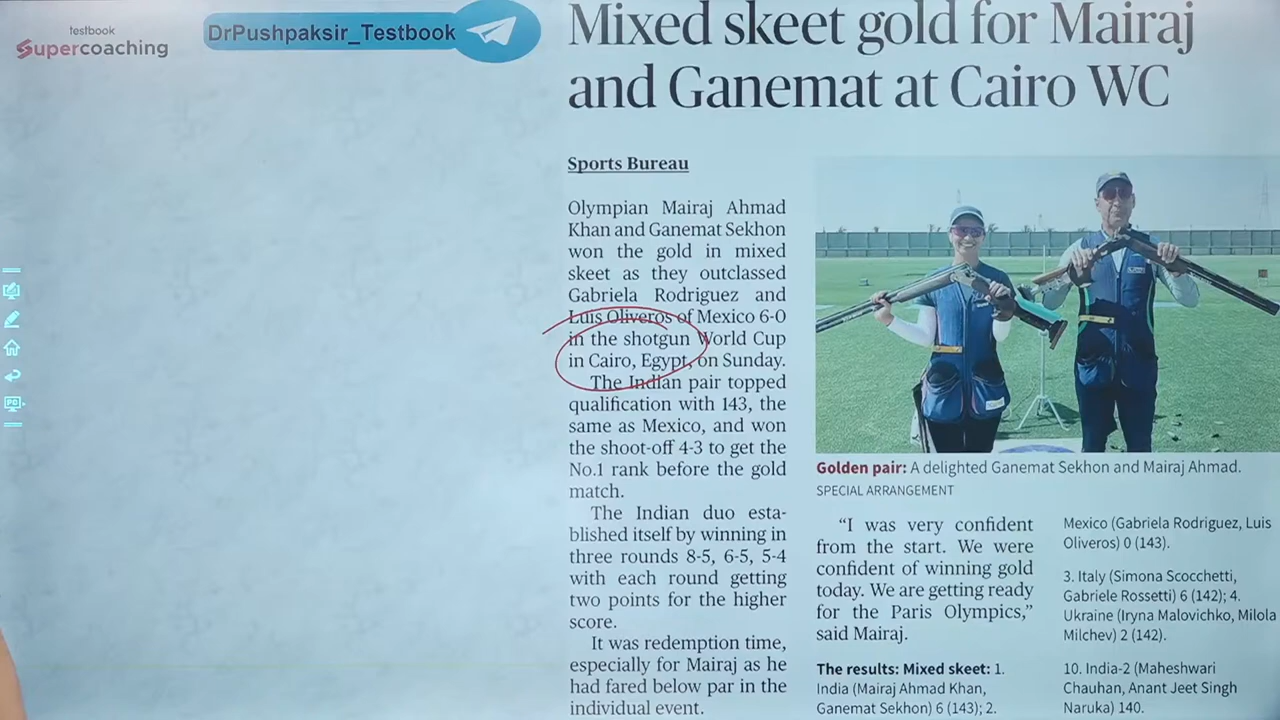 testbook
Supercoaching
DrPushpaksir_Testbook
Mixed skeet gold for Mairaj
and Ganemat at Cairo WC
Sports Bureau
Olympian Mairaj Ahmad
Khan and Ganemat Sekhon
won the gold in mixed
skeet as they outclassed
Gabriela Rodriguez and
Luis Oliveros of Mexico 6-0
in the shotgun World Cup
in Cairo, Egypt, on Sunday.
The Indian pair topped
qualification with 143, the
same as Mexico, and won
the shoot-off 4-3 to get the
No.1 rank before the gold
match.
The Indian duo esta-
blished itself by winning in
three rounds 8-5, 6-5, 5-4
with each round getting
two points for the higher
score.
It was redemption time,
especially for Mairaj as he
had fared below par in the
individual event.
Golden pair: A delighted Ganemat Sekhon and Mairaj Ahmad.
SPECIAL ARRANGEMENT
“I was very confident
from the start. We were
confident of winning gold
today. We are getting ready
for the Paris Olympics,”
said Mairaj.
The results: Mixed skeet: 1.
India (Mairaj Ahmad Khan,
Ganemat Sekhon) 6 (143); 2.
Mexico (Gabriela Rodriguez, Luis
Oliveros) 0 (143).
3. Italy (Simona Scocchetti,
Gabriele Rossetti) 6 (142); 4.
Ukraine (Iryna Malovichko, Milola
Milchev) 2 (142).
10. India-2 (Maheshwari
Chauhan, Anant Jeet Singh
Naruka) 140.